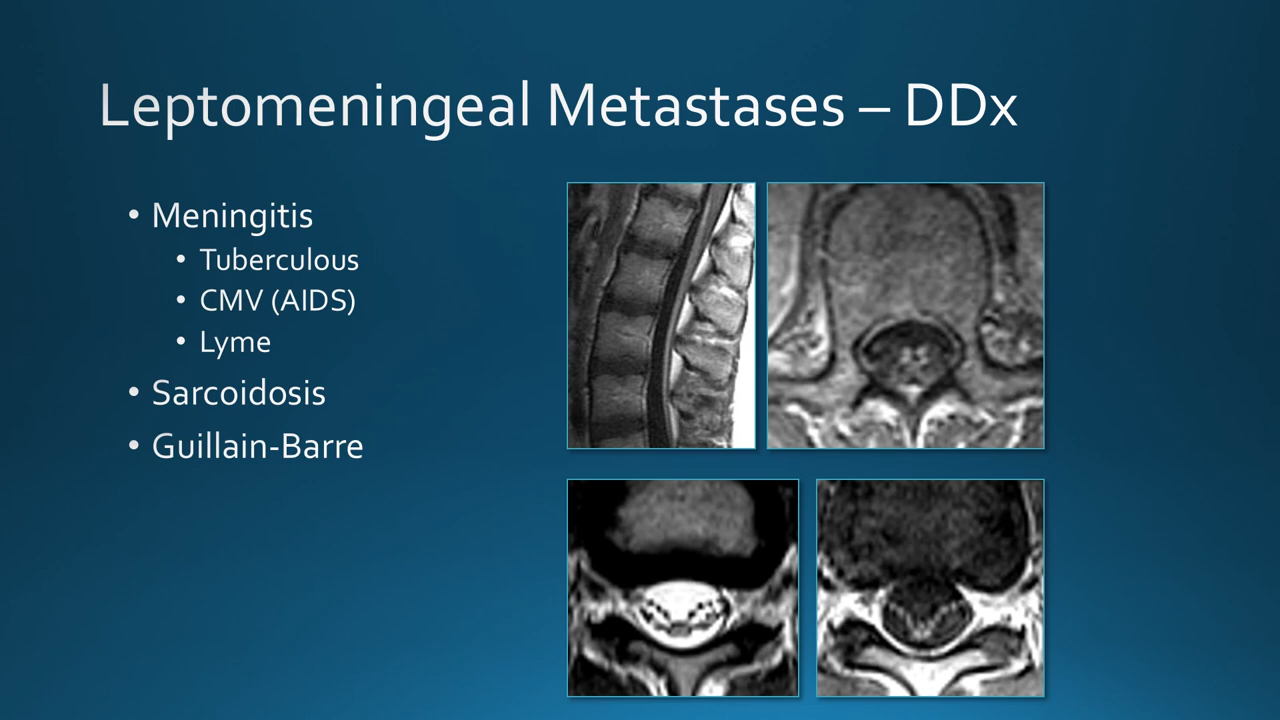 Leptomeningeal Metastases – DDx
• Meningitis
• Tuberculous
• CMV (AIDS)
• Lyme
• Sarcoidosis
• Guillain-Barre